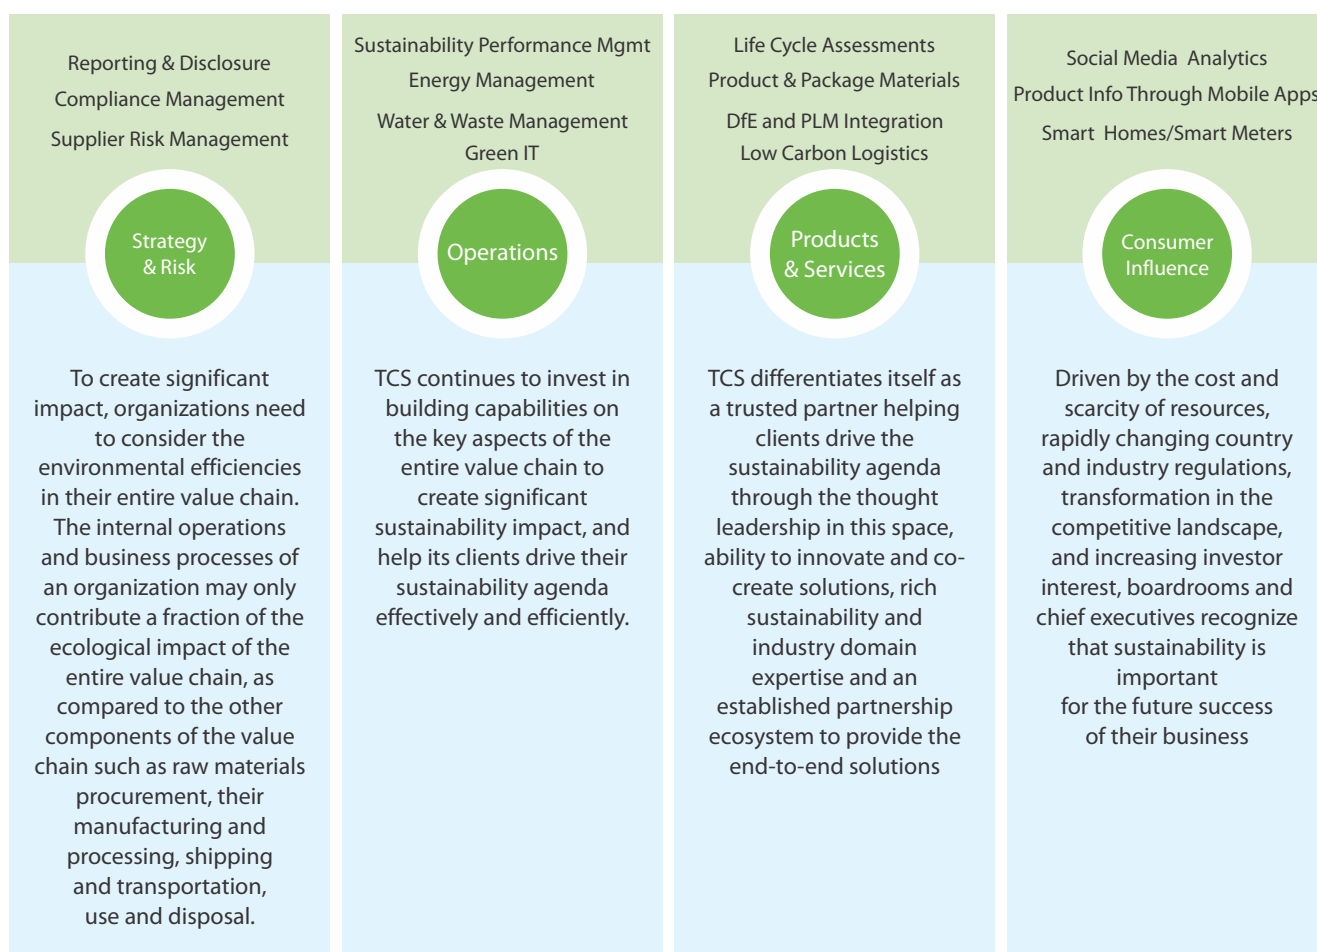 Reporting & Disclosure
Compliance Management
Supplier Risk Management
Strategy
& Risk
To create significant
impact, organizations need
to consider the
environmental efficiencies
in their entire value chain.
The internal operations
and business processes of
an organization may only
contribute a fraction of the
ecological impact of the
entire value chain, as
compared to the other
components of the value
chain such as raw materials
procurement, their
manufacturing and
processing, shipping
and transportation,
use and disposal.
Sustainability Performance Mgmt
Energy Management
Water & Waste Management
Green IT
Operations
TCS continues to invest in
building capabilities on
the key aspects of the
entire value chain to
create significant
sustainability impact, and
help its clients drive their
sustainability agenda
effectively and efficiently.
Life Cycle Assessments
Product & Package Materials
DfE and PLM Integration
Low Carbon Logistics
Products
& Services
TCS differentiates itself as
a trusted partner helping
clients drive the
sustainability agenda
through the thought
leadership in this space,
ability to innovate and co-
create solutions, rich
sustainability and
industry domain
expertise and an
established partnership
ecosystem to provide the
end-to-end solutions
Social Media Analytics
Product Info Through Mobile Apps
Smart Homes/Smart Meters
Consumer
Influence
Driven by the cost and
scarcity of resources,
rapidly changing country
and industry regulations,
transformation in the
competitive landscape,
and increasing investor
interest, boardrooms and
chief executives recognize
that sustainability is
important
for the future success
of their business